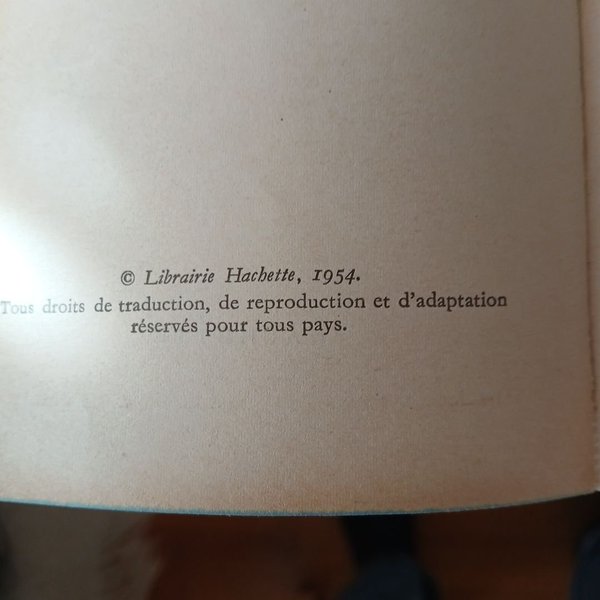 © Librairie Hachette, 1954.
Tous droits de traduction, de reproduction et d'adaptation
réservés pour tous pays.